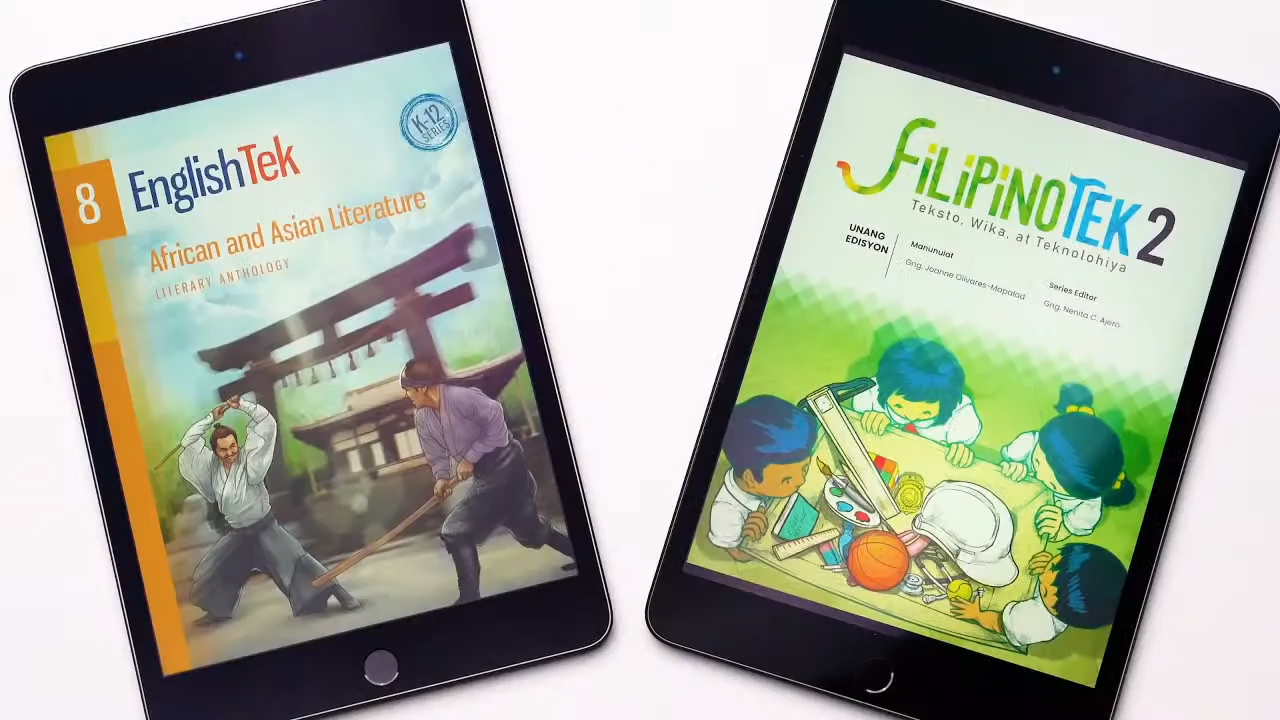 K-12
SERIES
8
EnglishTek
African and Asian Literature
LITERARY ANTHOLOGY
FiLiPiNOTEK 2
Teksto, Wika, at Teknolohiya
UNANG
EDISYON
Manunulat
Gng. Joanne Olivares-Mapalad
Series Editor
Gng. Nenita C. Ajero